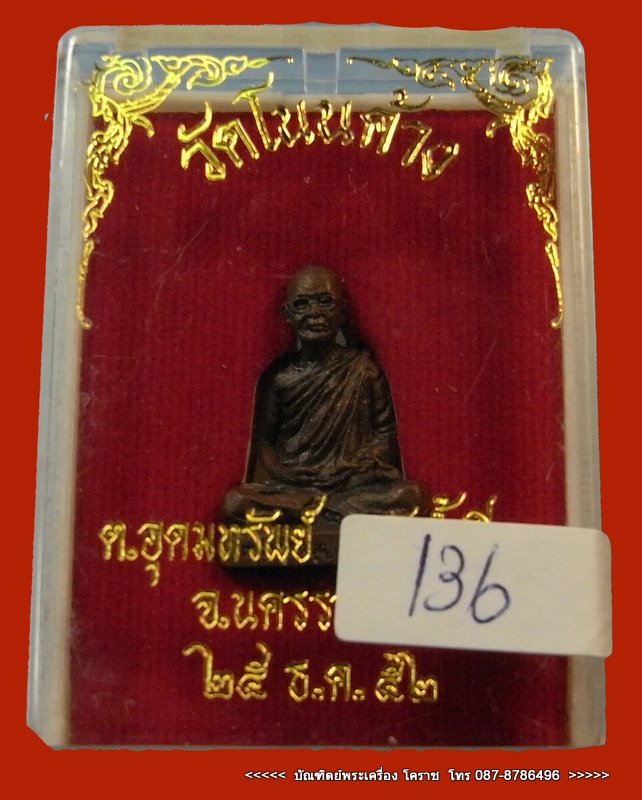 วัดโนนค้าง
ต.อุดมทรัพย์
จ.นครรา
136
๒๕ ธ.ค. ๕๒
<<<<< บัณฑิตย์พระเครื่อง โคราช โทร 087-8786496 >>>>>